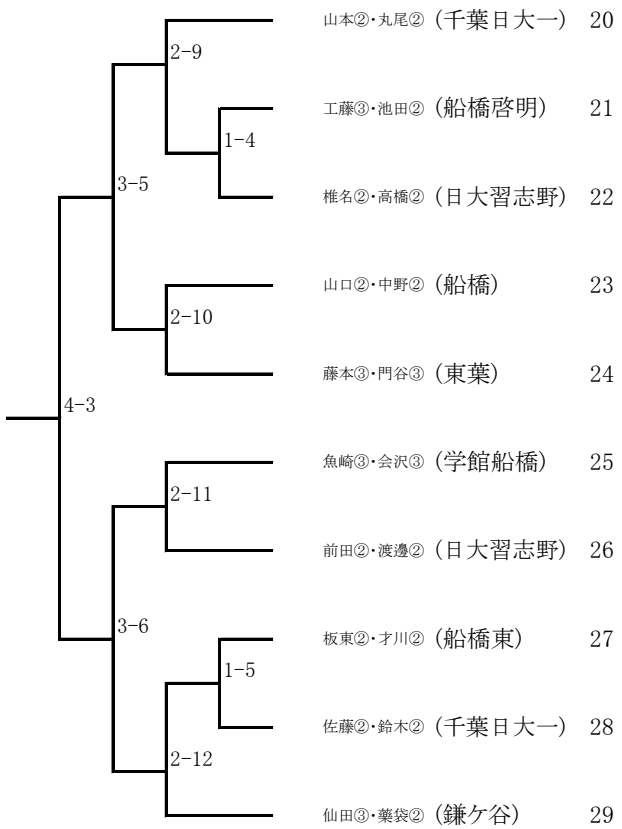 山本②・丸尾② (千葉日大一) 20
2-9
工藤③・池田② (船橋啓明) 21
1-4
3-5
椎名②・高橋② (日大習志野) 22
山口②・中野② (船橋) 23
2-10
藤本③・門谷③ (東葉) 24
4-3
魚崎③・会沢③ (学館船橋) 25
2-11
前田②・渡邊② (日大習志野) 26
3-6
板東②・才川② (船橋東) 27
1-5
佐藤②・鈴木② (千葉日大一) 28
2-12
仙田③・薬袋② (鎌ケ谷) 29